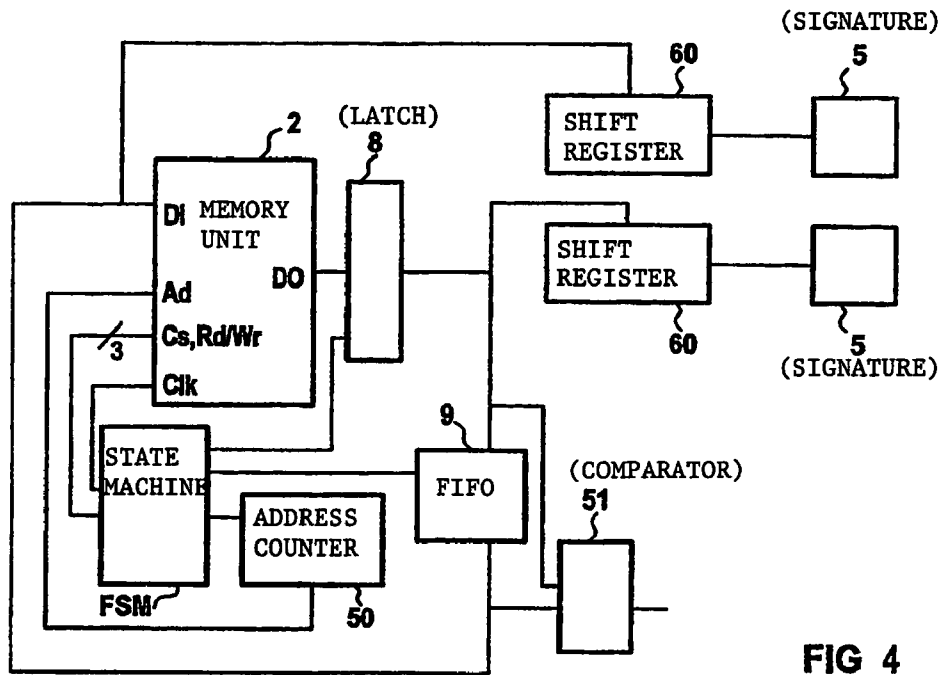 (SIGNATURE)
5
60
SHIFT
REGISTER
(LATCH)
8
2
DI MEMORY
UNIT
DO
Ad
Cs,Rd/Wr
3
Clk
SHIFT
REGISTER
60
5
(SIGNATURE)
STATE
MACHINE
FSM
ADDRESS
COUNTER
50
9
FIFO
(COMPARATOR)
51
FIG 4